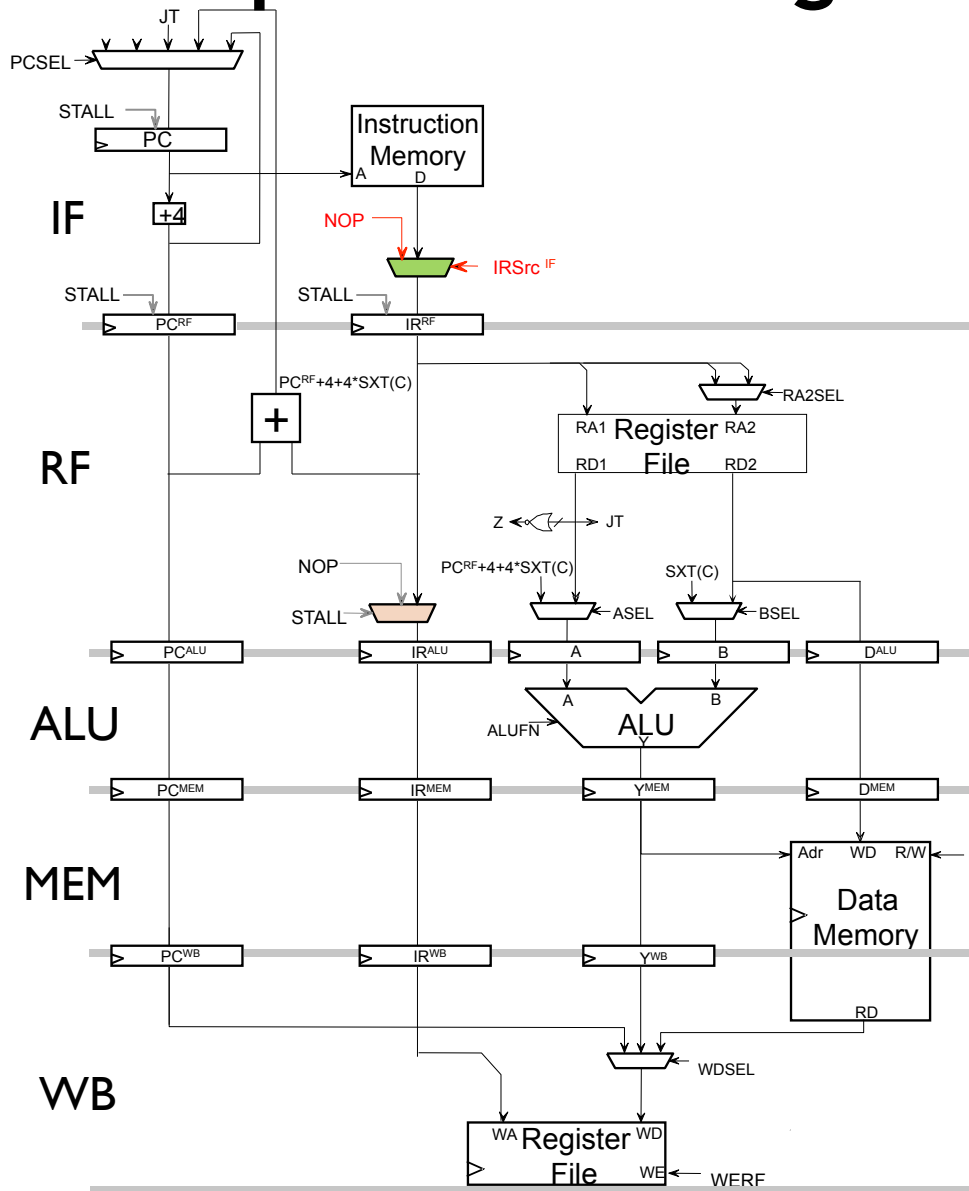 JT
PCSEL
STALL
PC
Instruction
Memory
A
D
+4
IF
NOP
IRSrc IF
STALL
STALL
PCRF
IRRF
PCRF+4+4*SXT(C)
+
RA2SEL
RA1
Register
File
RA2
RD1
RD2
RF
Z
JT
NOP
STALL
PCRF+4+4*SXT(C)
SXT(C)
ASEL
BSEL
PCALU
IRALU
A
B
DALU
A
B
ALU
Y
ALUFN
ALU
PCMEM
IRMEM
YMEM
DMEM
Adr
WD
R/W
Data
Memory
MEM
PCWB
IRWB
YWB
RD
WDSEL
WB
WA
Register
File
WD
WE
WERF